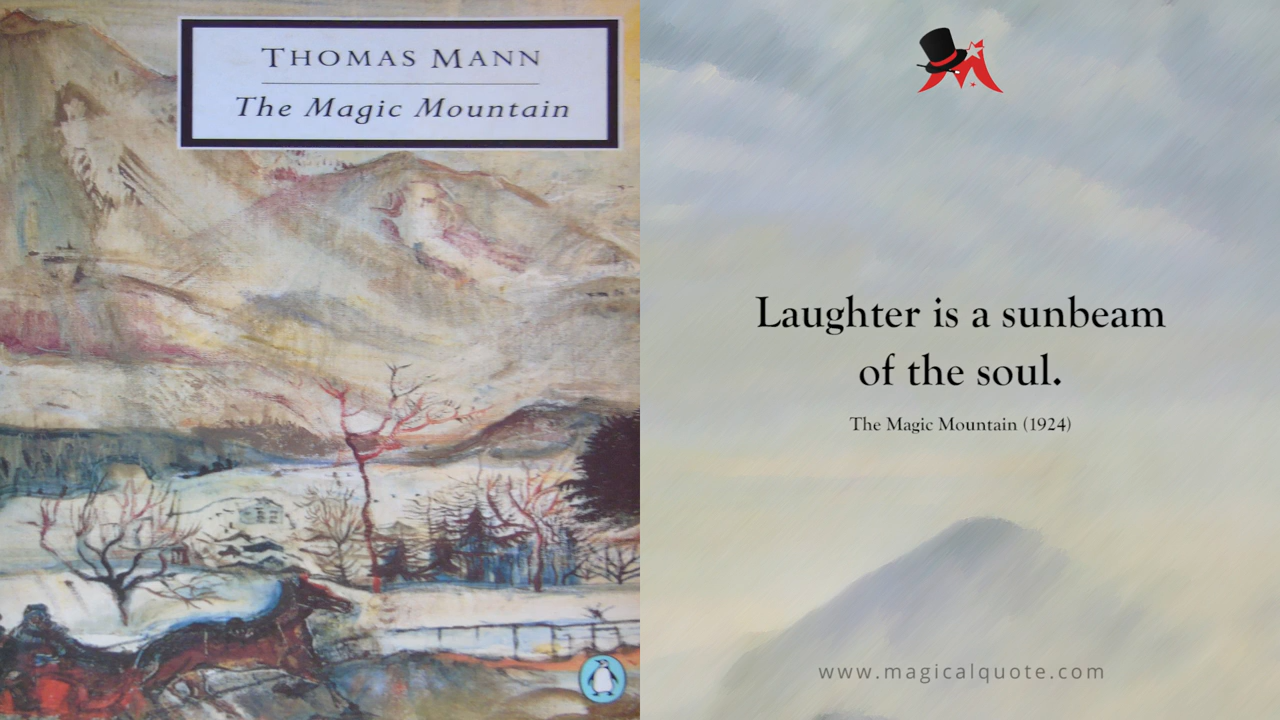 THOMAS MANN
The Magic Mountain
Laughter is a sunbeam
of the soul.
The Magic Mountain (1924)
www.magicalquote.com